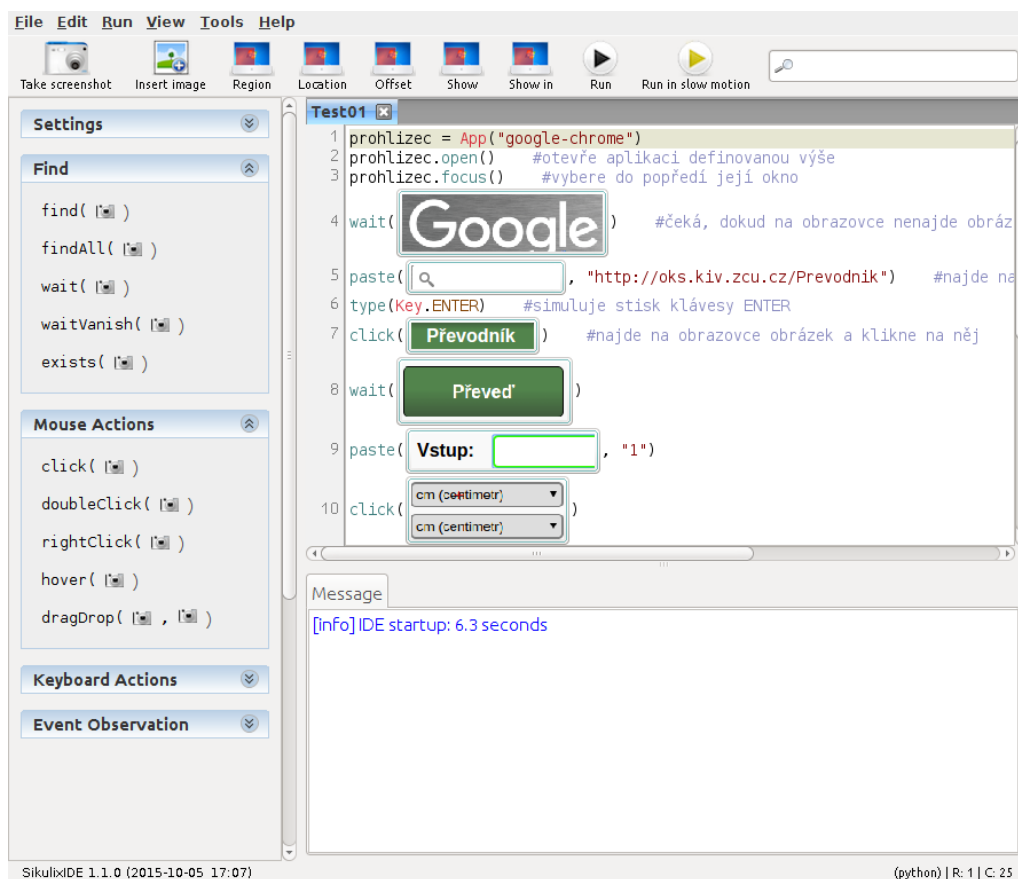 File Edit Run View Tools Help
Take screenshot Insert image Region Location Offset Show Show in Run Run in slow motion
Settings
Find
find( )
findAll( )
wait( )
waitVanish( )
exists( )
Mouse Actions
click( )
doubleClick( )
rightClick( )
hover( )
dragDrop( , )
Keyboard Actions
Event Observation
Test01
1 prohlizec = App("google-chrome")
2 prohlizec.open() #otevře aplikaci definovanou výše
3 prohlizec.focus() #vybere do popředí její okno
4 wait( Google ) #čeká, dokud na obrazovce nenajde obráz
5 paste( , "http://oks.kiv.zcu.cz/Prevodnik") #najde na
6 type(Key.ENTER) #simuluje stisk klávesy ENTER
7 click( Převodník ) #najde na obrazovce obrázek a klikne na něj
8 wait( Převeď )
9 paste( Vstup: , "1")
10 click( cm (centimetr)
cm (centimetr) )
Message
[info] IDE startup: 6.3 seconds
SikulixIDE 1.1.0 (2015-10-05 17:07) (python) | R: 1 | C: 25